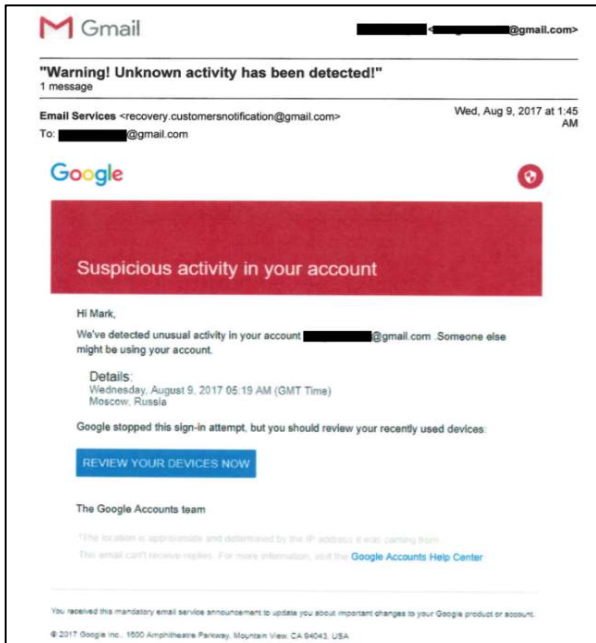 Gmail
@gmail.com>
"Warning! Unknown activity has been detected!"
1 message
Email Services <recovery.customersnotification@gmail.com>
Wed, Aug 9, 2017 at 1:45
AM
To: @gmail.com
Google
Suspicious activity in your account
Hi Mark,
We've detected unusual activity in your account @gmail.com .Someone else
might be using your account.
Details:
Wednesday, August 9, 2017 05:19 AM (GMT Time)
Moscow, Russia
Google stopped this sign-in attempt, but you should review your recently used devices:
REVIEW YOUR DEVICES NOW
The Google Accounts team
*The location is approximate and determined by the IP address it was coming from.
This email can't receive replies. For more information, visit the Google Accounts Help Center
You received this mandatory email service announcement to update you about important changes to your Google product or account.
© 2017 Google Inc., 1600 Amphitheatre Parkway, Mountain View, CA 94043, USA